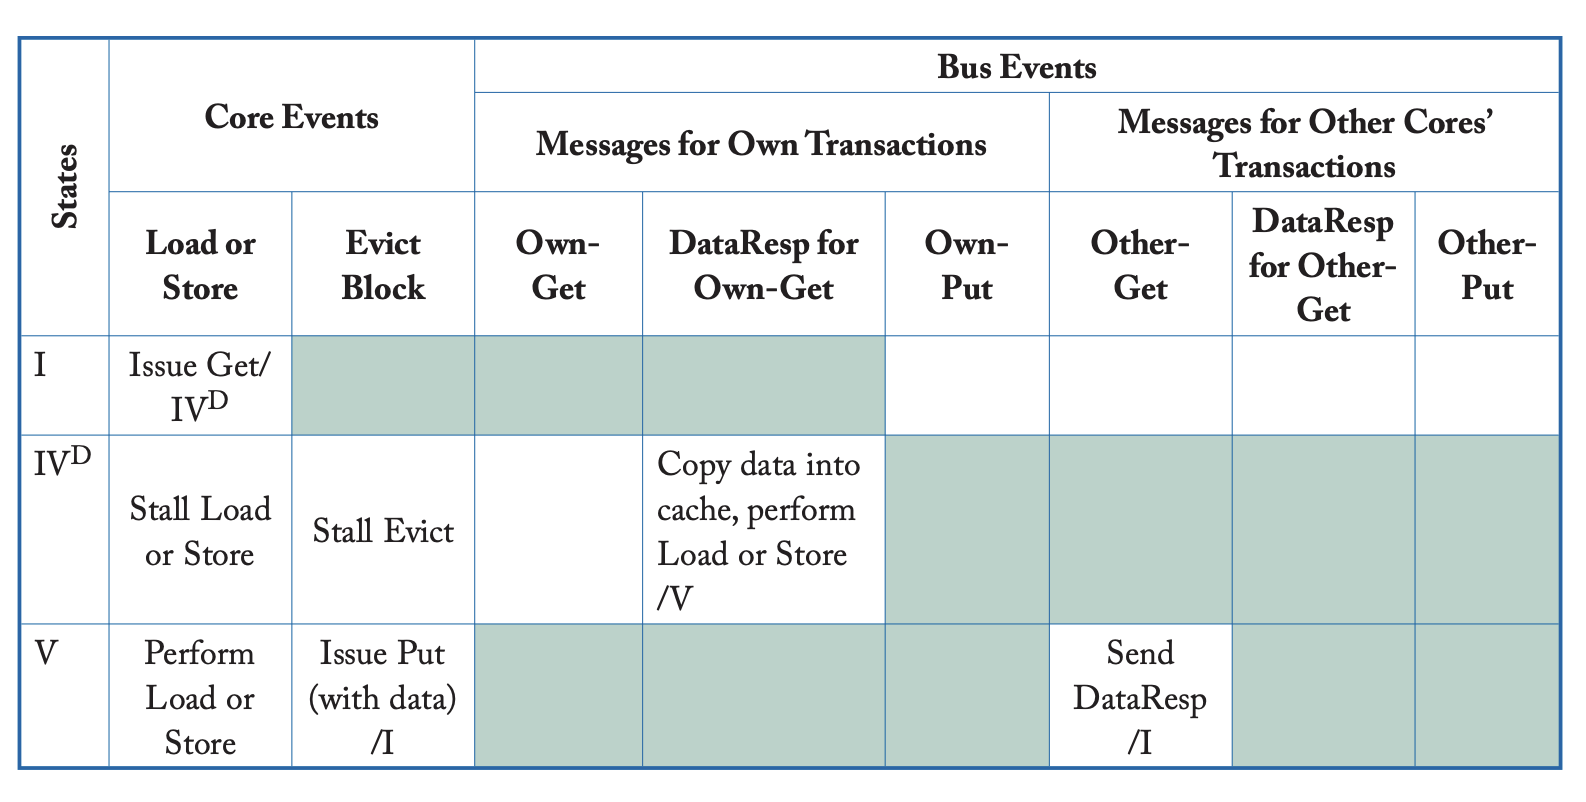 States
Core Events
Bus Events
Messages for Own Transactions
Messages for Other Cores’
Transactions
Load or
Store
Evict
Block
Own-
Get
DataResp for
Own-Get
Own-
Put
Other-
Get
DataResp
for Other-
Get
Other-
Put
I
Issue Get/
IVᴰ
IVᴰ
Stall Load
or Store
Stall Evict
Copy data into
cache, perform
Load or Store
/V
V
Perform
Load or
Store
Issue Put
(with data)
/I
Send
DataResp
/I